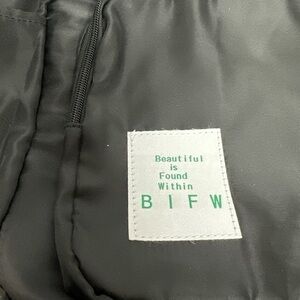 Beautiful
is
Found
Within
B I F W